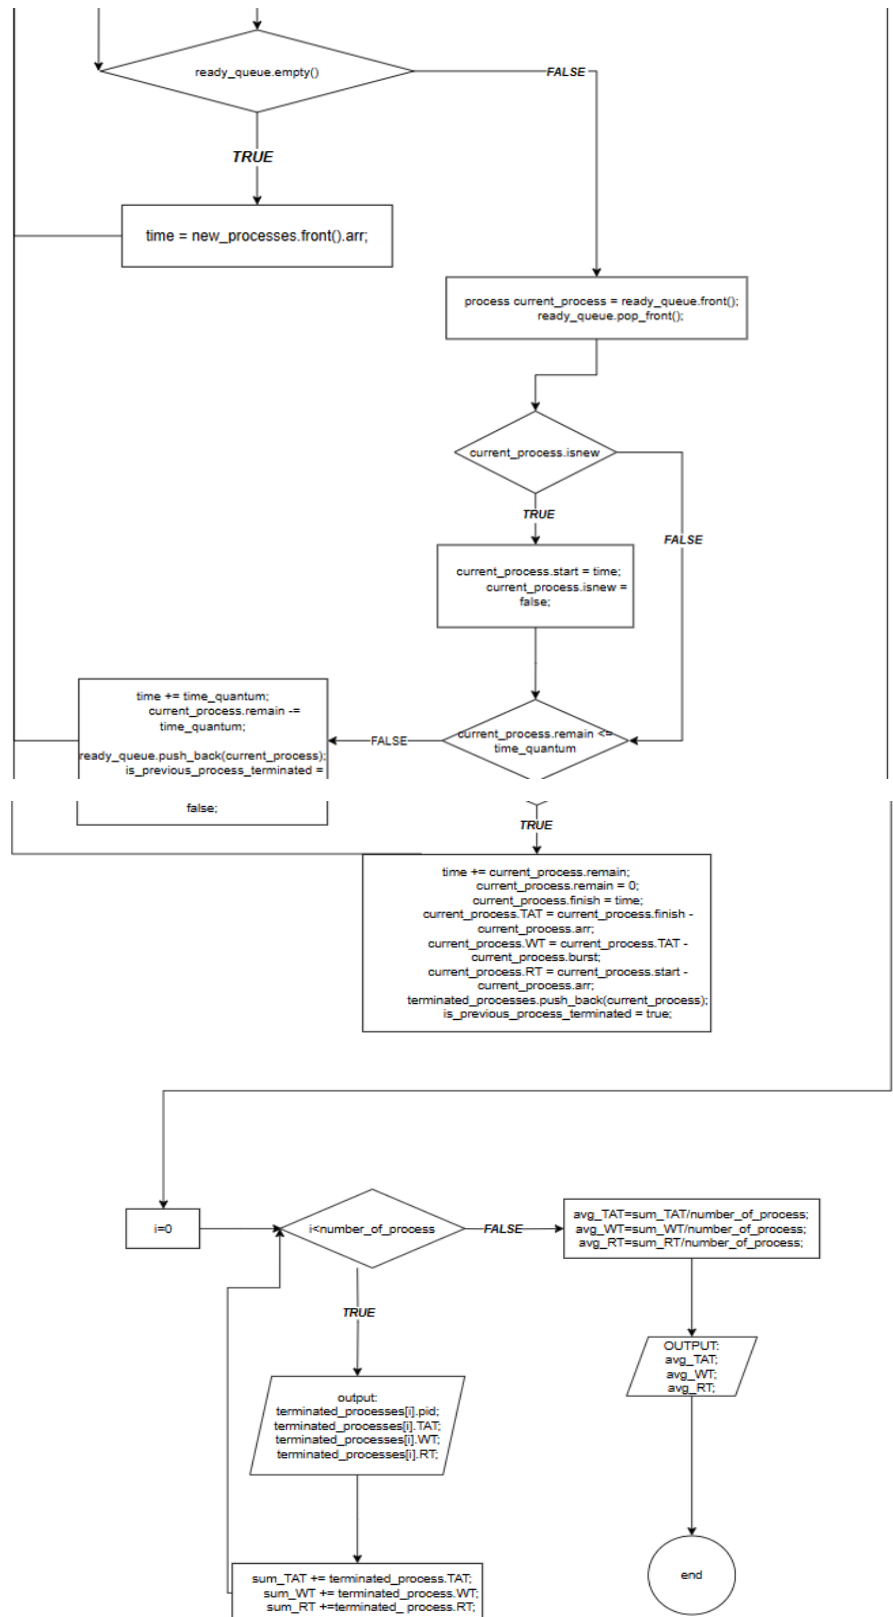 ready_queue.empty()
FALSE
TRUE
time = new_processes.front().arr;
process current_process = ready_queue.front();
ready_queue.pop_front();
current_process.isnew
TRUE
FALSE
current_process.start = time;
current_process.isnew =
false;
time += time_quantum;
current_process.remain -=
time_quantum;
ready_queue.push_back(current_process);
is_previous_process_terminated =
FALSE
current_process.remain <=
time_quantum
false;
TRUE
time += current_process.remain;
current_process.remain = 0;
current_process.finish = time;
current_process.TAT = current_process.finish -
current_process.arr;
current_process.WT = current_process.TAT -
current_process.burst;
current_process.RT = current_process.start -
current_process.arr;
terminated_processes.push_back(current_process);
is_previous_process_terminated = true;
i=0
i<number_of_process
FALSE
avg_TAT=sum_TAT/number_of_process;
avg_WT=sum_WT/number_of_process;
avg_RT=sum_RT/number_of_process;
TRUE
OUTPUT:
avg_TAT;
avg_WT;
avg_RT;
output:
terminated_processes[i].pid;
terminated_processes[i].TAT;
terminated_processes[i].WT;
terminated_processes[i].RT;
end
sum_TAT += terminated_process.TAT;
sum_WT += terminated_process.WT;
sum_RT +=terminated_ process.RT;